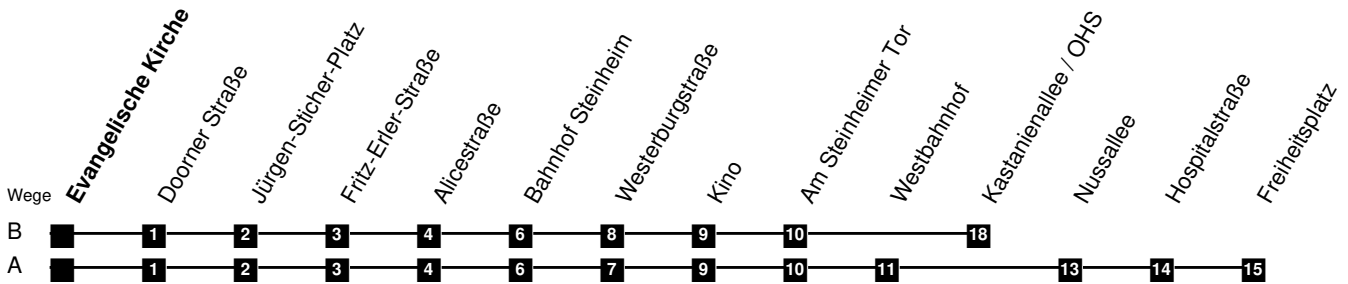 Evangelische Kirche
Doorner Straße
Jürgen-Sticher-Platz
Fritz-Erler-Straße
Alicestraße
Bahnhof Steinheim
Westerburgstraße
Kino
Am Steinheimer Tor
Westbahnhof
Kastanienallee / OHS
Nussallee
Hospitalstraße
Freiheitsplatz
Wege
B 1 2 3 4 6 8 9 10 18
A 1 2 3 4 6 7 9 10 11 13 14 15